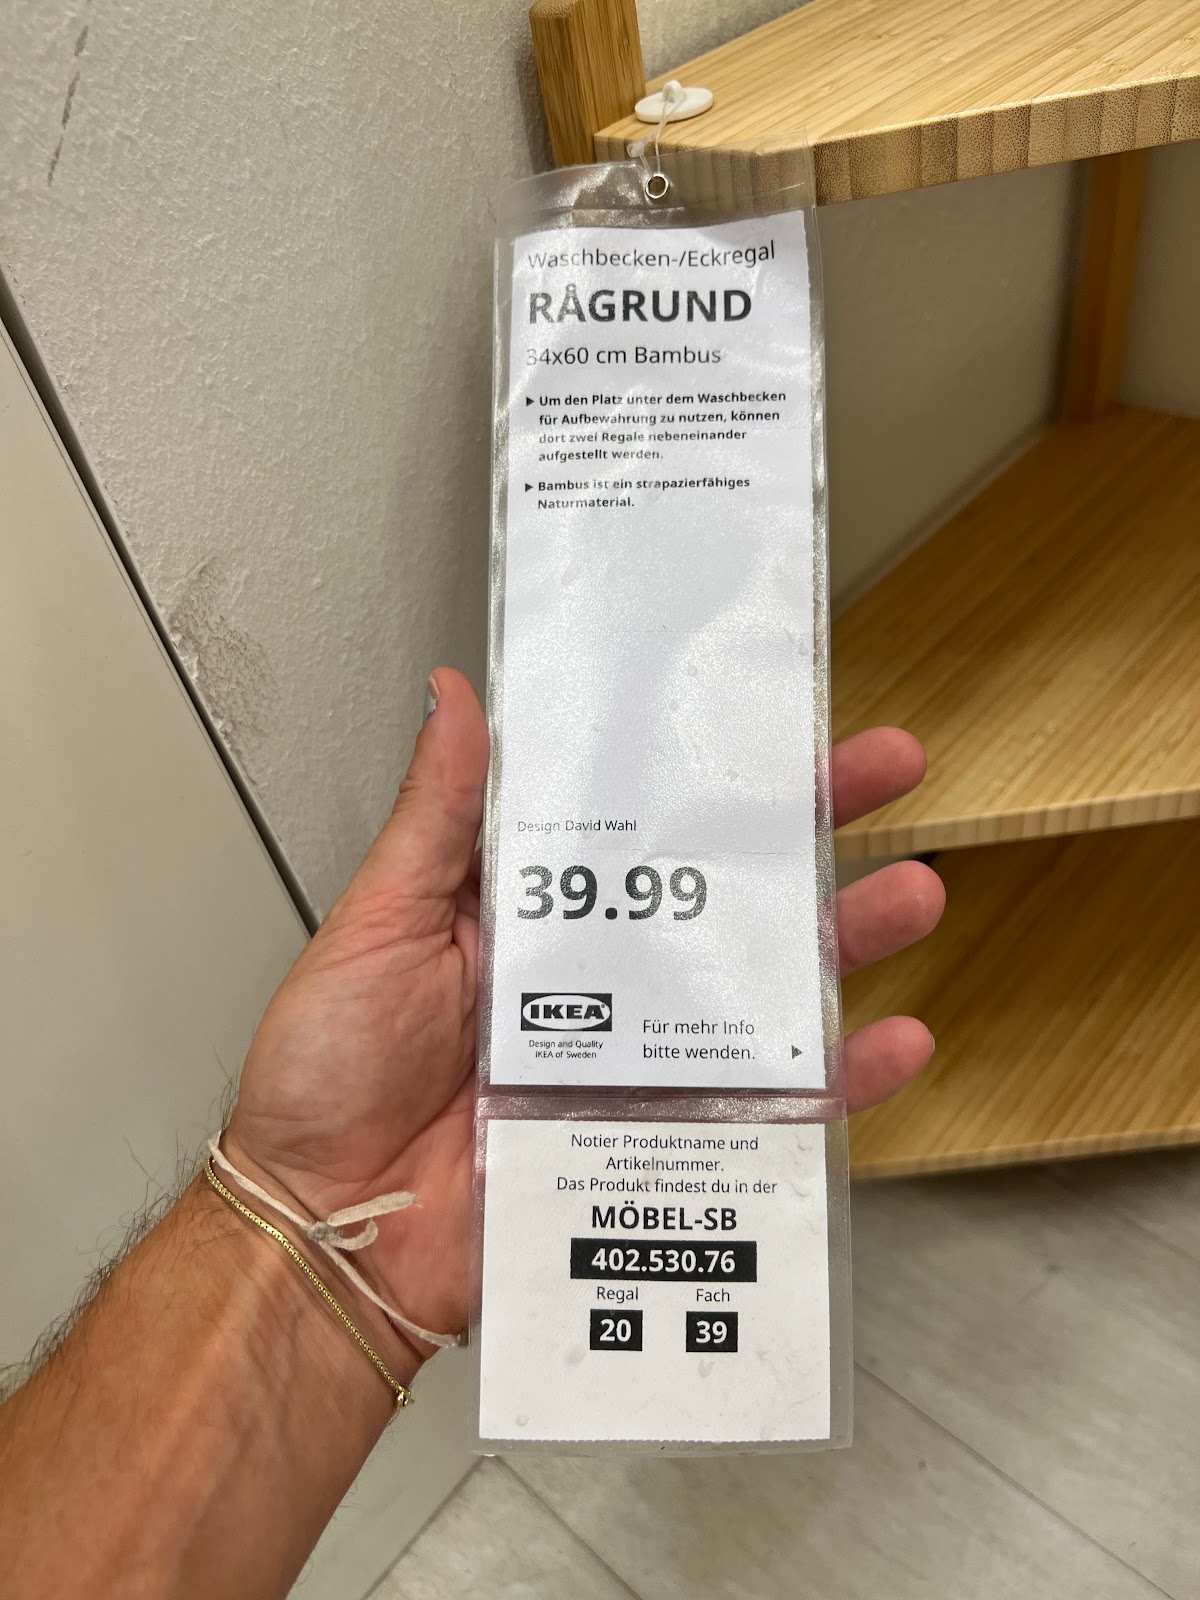 Waschbecken-/Eckregal
RÅGRUND
34x60 cm Bambus
▶ Um den Platz unter dem Waschbecken
für Aufbewahrung zu nutzen, können
dort zwei Regale nebeneinander
aufgestellt werden.
▶ Bambus ist ein strapazierfähiges
Naturmaterial.
Design David Wahl
39.99
IKEA
Design and Quality
IKEA of Sweden
Für mehr Info
bitte wenden. ▶
Notier Produktname und
Artikelnummer.
Das Produkt findest du in der
MÖBEL-SB
402.530.76
Regal Fach
20 39